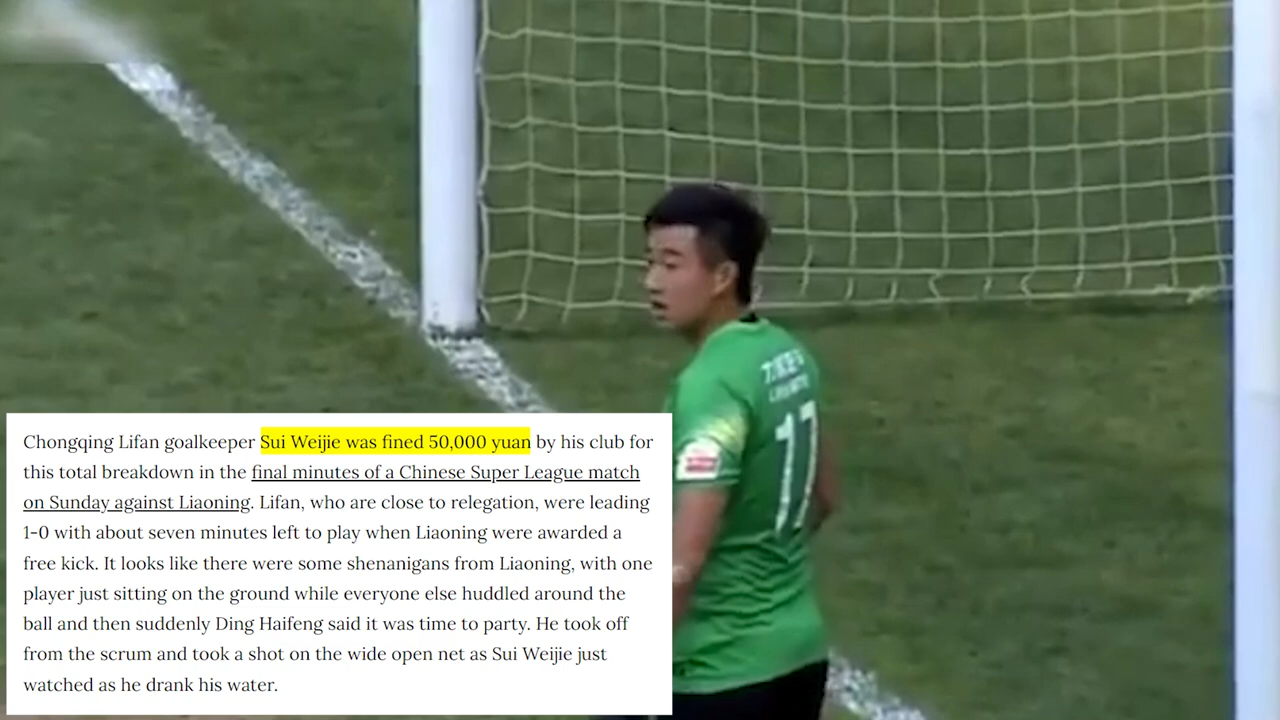 17
Chongqing Lifan goalkeeper Sui Weijie was fined 50,000 yuan by his club for
this total breakdown in the final minutes of a Chinese Super League match
on Sunday against Liaoning. Lifan, who are close to relegation, were leading
1-0 with about seven minutes left to play when Liaoning were awarded a
free kick. It looks like there were some shenanigans from Liaoning, with one
player just sitting on the ground while everyone else huddled around the
ball and then suddenly Ding Haifeng said it was time to party. He took off
from the scrum and took a shot on the wide open net as Sui Weijie just
watched as he drank his water.